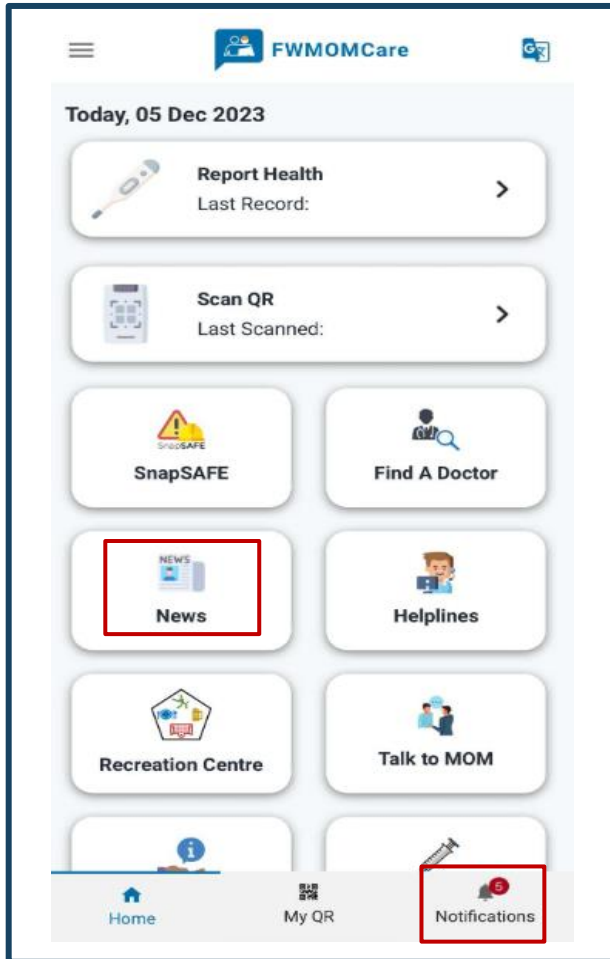 FWMOMCare
Today, 05 Dec 2023
Report Health
Last Record:
Scan QR
Last Scanned:
SnapSAFE
SnapSAFE
Find A Doctor
NEWS
News
Helplines
Recreation Centre
Talk to MOM
5
Home
My QR
Notifications